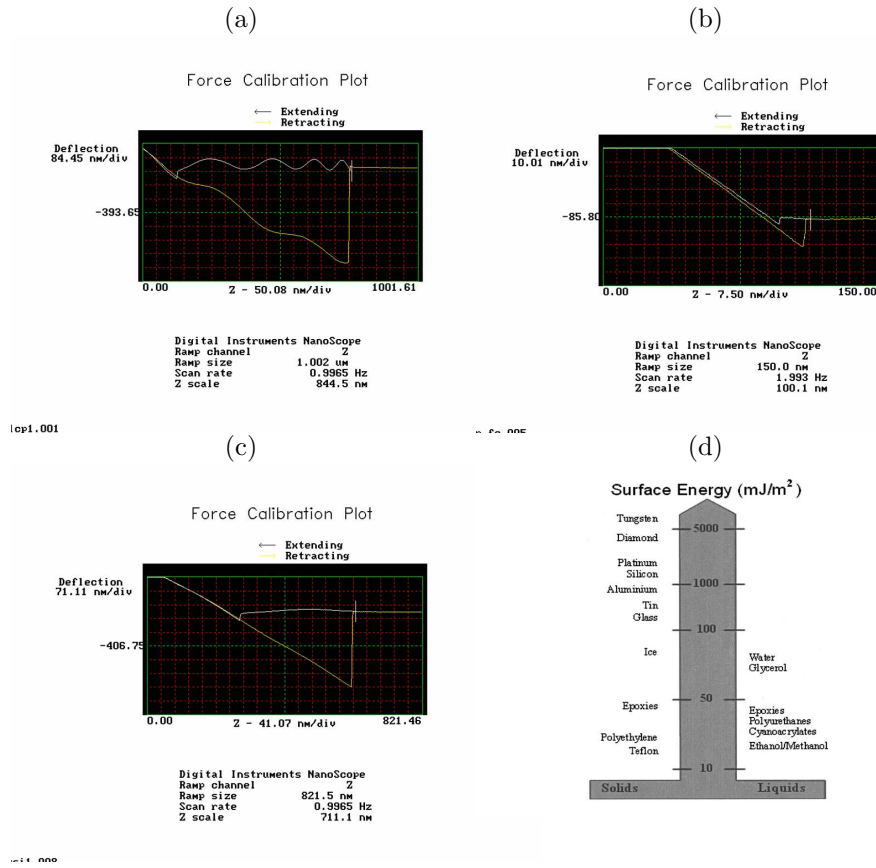 (a)
Force Calibration Plot
Extending
Retracting
Deflection
84.45 nm/div
-393.65
0.00
Z - 50.08 nm/div
1001.61
Digital Instruments NanoScope
Ramp channel Z
Ramp size 1.002 um
Scan rate 0.9965 Hz
Z scale 844.5 nm
lcp1.001
(b)
Force Calibration Plot
Extending
Retracting
Deflection
10.01 nm/div
-85.80
0.00
Z - 7.50 nm/div
150.00
Digital Instruments NanoScope
Ramp channel Z
Ramp size 150.0 nm
Scan rate 1.993 Hz
Z scale 100.1 nm
(c)
Force Calibration Plot
Extending
Retracting
Deflection
71.11 nm/div
-406.75
0.00
Z - 41.07 nm/div
821.46
Digital Instruments NanoScope
Ramp channel Z
Ramp size 821.5 nm
Scan rate 0.9965 Hz
Z scale 711.1 nm
(d)
Surface Energy (mJ/m²)
Tungsten
5000
Diamond
Platinum
Silicon
1000
Aluminium
Tin
Glass
100
Ice
Water
Glycerol
50
Epoxies
Epoxies
Polyurethanes
Cyanoacrylates
Polyethylene
Ethanol/Methanol
Teflon
10
Solids
Liquids